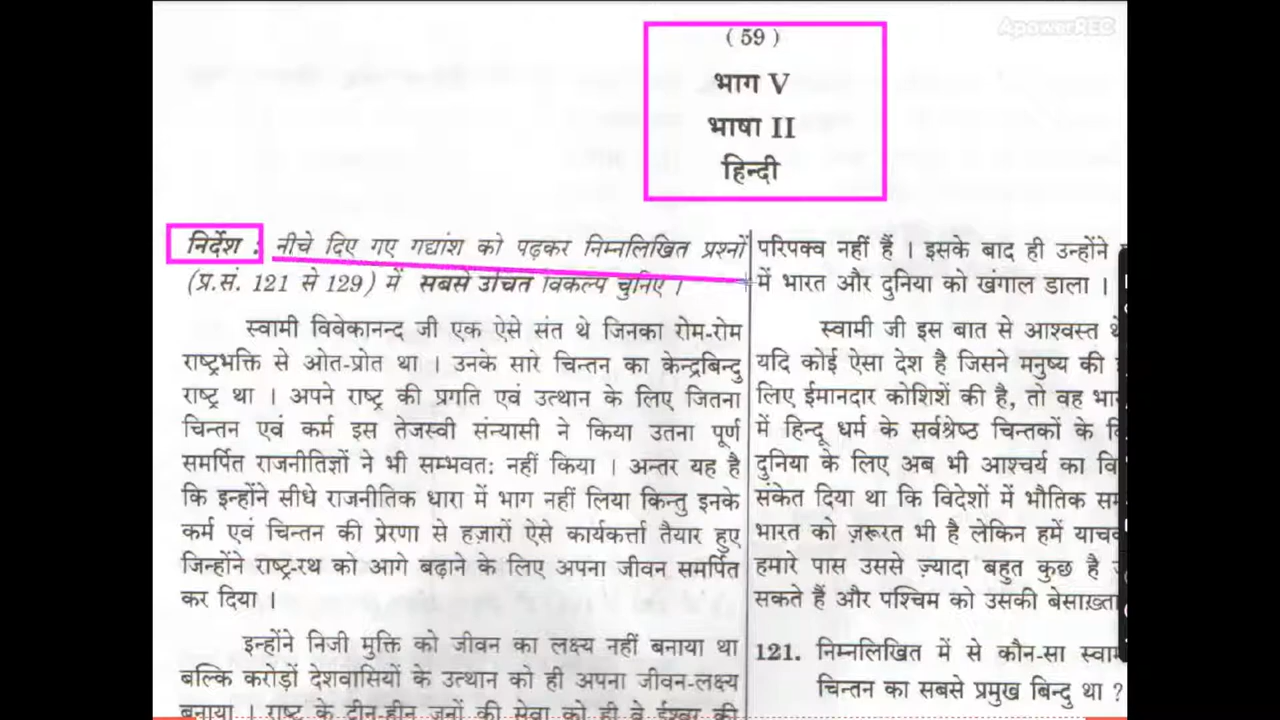 ApowerREC
( 59 )
भाग V
भाषा II
हिन्दी
निर्देश : नीचे दिए गए गद्यांश को पढ़कर निम्नलिखित प्रश्नों
(प्र.सं. 121 से 129) में सबसे उचित विकल्प चुनिए ।
स्वामी विवेकानन्द जी एक ऐसे संत थे जिनका रोम-रोम
राष्ट्रभक्ति से ओत-प्रोत था । उनके सारे चिन्तन का केन्द्रबिन्दु
राष्ट्र था । अपने राष्ट्र की प्रगति एवं उत्थान के लिए जितना
चिन्तन एवं कर्म इस तेजस्वी संन्यासी ने किया उतना पूर्ण
समर्पित राजनीतिज्ञों ने भी सम्भवत: नहीं किया । अन्तर यह है
कि इन्होंने सीधे राजनीतिक धारा में भाग नहीं लिया किन्तु इनके
कर्म एवं चिन्तन की प्रेरणा से हज़ारों ऐसे कार्यकर्त्ता तैयार हुए
जिन्होंने राष्ट्र-रथ को आगे बढ़ाने के लिए अपना जीवन समर्पित
कर दिया ।
इन्होंने निजी मुक्ति को जीवन का लक्ष्य नहीं बनाया था
बल्कि करोड़ों देशवासियों के उत्थान को ही अपना जीवन-लक्ष्य
बनाया । राष्ट्र के दीन-हीन जनों की सेवा को ही वे ईश्वर की
परिपक्व नहीं हैं । इसके बाद ही उन्होंने
में भारत और दुनिया को खंगाल डाला ।
स्वामी जी इस बात से आश्वस्त थे
यदि कोई ऐसा देश है जिसने मनुष्य की
लिए ईमानदार कोशिशें की है, तो वह
में हिन्दू धर्म के सर्वश्रेष्ठ चिन्तकों के
दुनिया के लिए अब भी आश्चर्य का
संकेत दिया था कि विदेशों में भौतिक
भारत को ज़रूरत भी है लेकिन हमें
हमारे पास उससे ज़्यादा बहुत कुछ है
सकते हैं और पश्चिम को उसकी
121. निम्नलिखित में से कौन-सा
चिन्तन का सबसे प्रमुख बिन्दु था ?